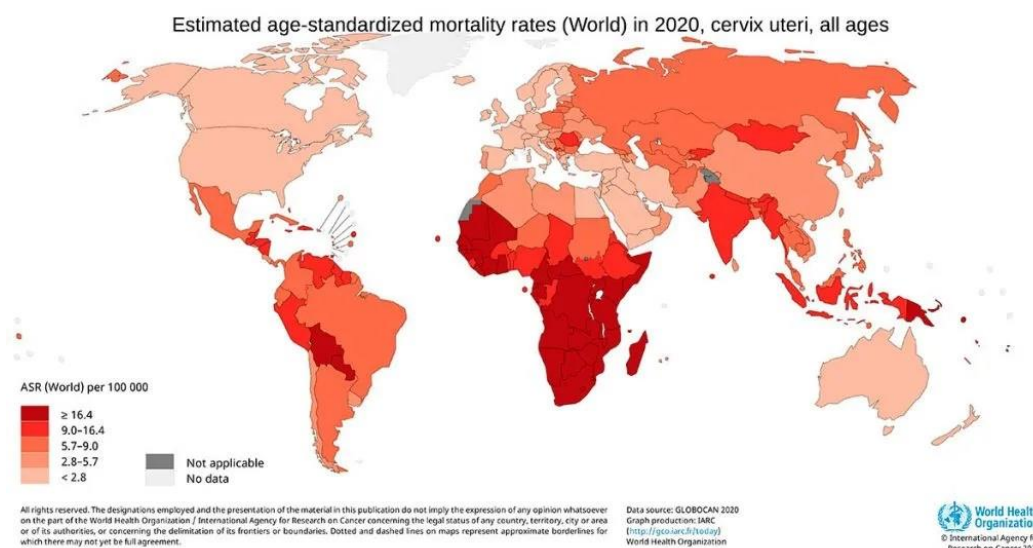 Estimated age-standardized mortality rates (World) in 2020, cervix uteri, all ages
ASR (World) per 100 000
≥ 16.4
9.0–16.4
5.7–9.0
2.8–5.7
< 2.8
Not applicable
No data
All rights reserved. The designations employed and the presentation of the material in this publication do not imply the expression of any opinion whatsoever
on the part of the World Health Organization / International Agency for Research on Cancer concerning the legal status of any country, territory, city or area
or of its authorities, or concerning the delimitation of its frontiers or boundaries. Dotted and dashed lines on maps represent approximate borderlines for
which there may not yet be full agreement.
Data source: GLOBOCAN 2020
Graph production: IARC
(http://gco.iarc.fr/today)
World Health Organization
World Healt
Organizatio
© International Agency f
Research on Cancer 20